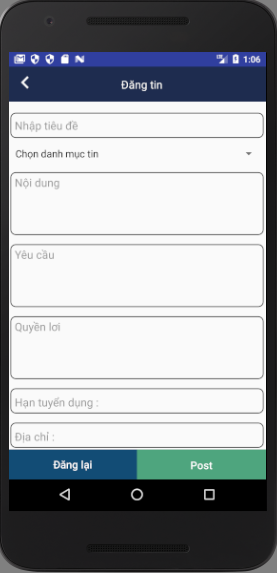 1:06
Đăng tin
Nhập tiêu đề
Chọn danh mục tin
Nội dung
Yêu cầu
Quyền lơi
Hạn tuyển dụng :
Địa chỉ :
Đăng lại Post